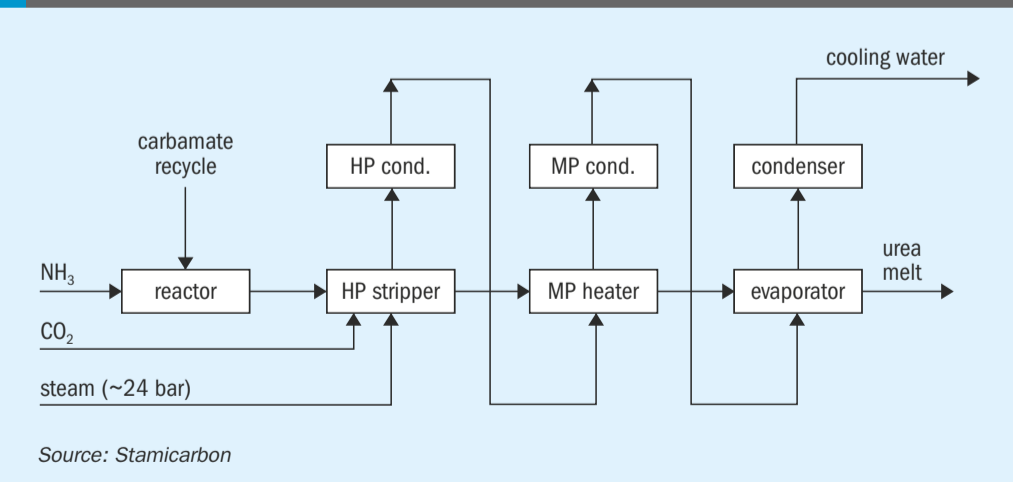 cooling water
carbamate
recycle
HP cond.
MP cond.
condenser
urea
melt
NH₃
reactor
HP stripper
MP heater
evaporator
CO₂
steam (~24 bar)
Source: Stamicarbon